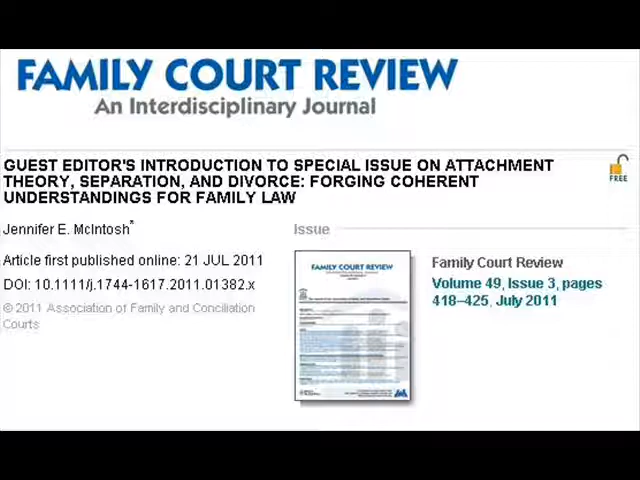 FAMILY COURT REVIEW
An Interdisciplinary Journal
GUEST EDITOR'S INTRODUCTION TO SPECIAL ISSUE ON ATTACHMENT
THEORY, SEPARATION, AND DIVORCE: FORGING COHERENT
UNDERSTANDINGS FOR FAMILY LAW
FREE
Jennifer E. McIntosh*
Article first published online: 21 JUL 2011
DOI: 10.1111/j.1744-1617.2011.01382.x
© 2011 Association of Family and Conciliation
Courts
Issue
FAMILY COURT REVIEW
Family Court Review
Volume 49, Issue 3, pages
418–425, July 2011